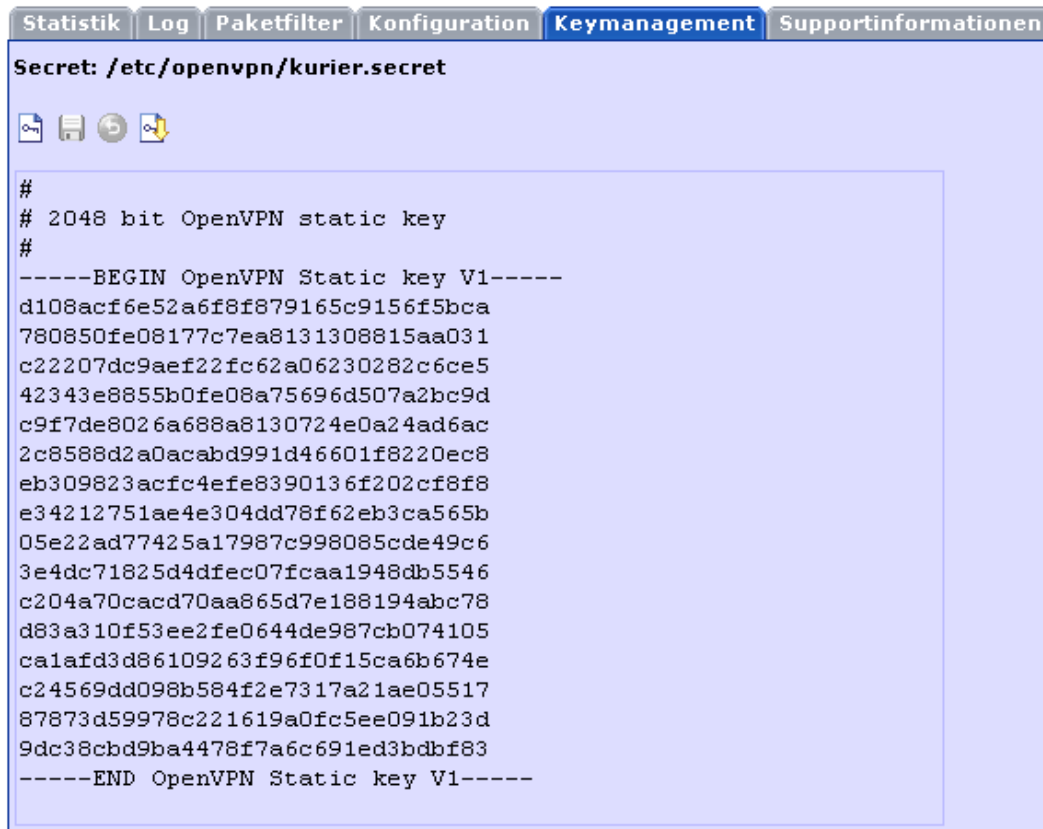 Statistik Log Paketfilter Konfiguration Keymanagement Supportinformationen
Secret: /etc/openvpn/kurier.secret
#
# 2048 bit OpenVPN static key
#
-----BEGIN OpenVPN Static key V1-----
d108acf6e52a6f8f879165c9156f5bca
780850fe08177c7ea8131308815aa031
c22207dc9aef22fc62a06230282c6ce5
42343e8855b0fe08a75696d507a2bc9d
c9f7de8026a688a8130724e0a24ad6ac
2c8588d2a0acabd991d46601f8220ec8
eb309823acfc4efe8390136f202cf8f8
e34212751ae4e304dd78f62eb3ca565b
05e22ad77425a17987c998085cde49c6
3e4dc71825d4dfec07fcaa1948db5546
c204a70cacd70aa865d7e188194abc78
d83a310f53ee2fe0644de987cb074105
ca1afd3d86109263f96f0f15ca6b674e
c24569dd098b584f2e7317a21ae05517
87873d59978c221619a0fc5ee091b23d
9dc38cbd9ba4478f7a6c691ed3bdbf83
-----END OpenVPN Static key V1-----